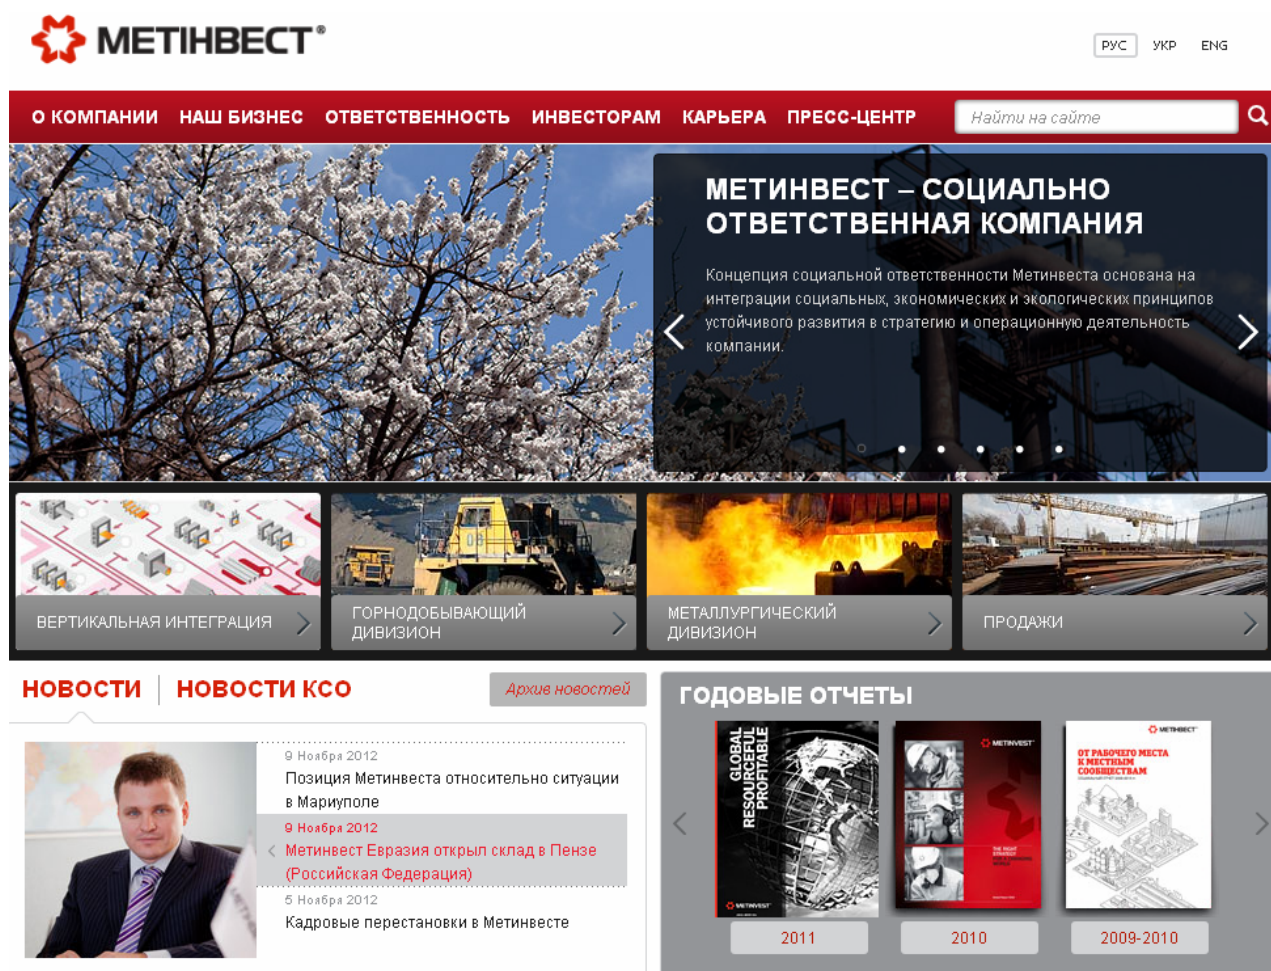 МЕТІНВЕСТ®
РУС УКР ENG
О КОМПАНИИ НАШ БИЗНЕС ОТВЕТСТВЕННОСТЬ ИНВЕСТОРАМ КАРЬЕРА ПРЕСС-ЦЕНТР Найти на сайте
МЕТИНВЕСТ – СОЦИАЛЬНО
ОТВЕТСТВЕННАЯ КОМПАНИЯ
Концепция социальной ответственности Метинвеста основана на
интеграции социальных, экономических и экологических принципов
устойчивого развития в стратегию и операционную деятельность
компании.
ВЕРТИКАЛЬНАЯ ИНТЕГРАЦИЯ
ГОРНОДОБЫВАЮЩИЙ
ДИВИЗИОН
МЕТАЛЛУРГИЧЕСКИЙ
ДИВИЗИОН
ПРОДАЖИ
НОВОСТИ НОВОСТИ КСО Архив новостей
9 Ноября 2012
Позиция Метинвеста относительно ситуации
в Мариуполе
9 Ноября 2012
Метинвест Евразия открыл склад в Пензе
(Российская Федерация)
5 Ноября 2012
Кадровые перестановки в Метинвесте
ГОДОВЫЕ ОТЧЕТЫ
GLOBAL
RESOURCEFUL
PROFITABLE
METINVEST
2011
METINVEST
THE RIGHT
STRATEGY
2010
МЕТІНВЕСТ
ОТ РАБОЧЕГО МЕСТА
К МЕСТНЫМ
СООБЩЕСТВАМ
2009-2010